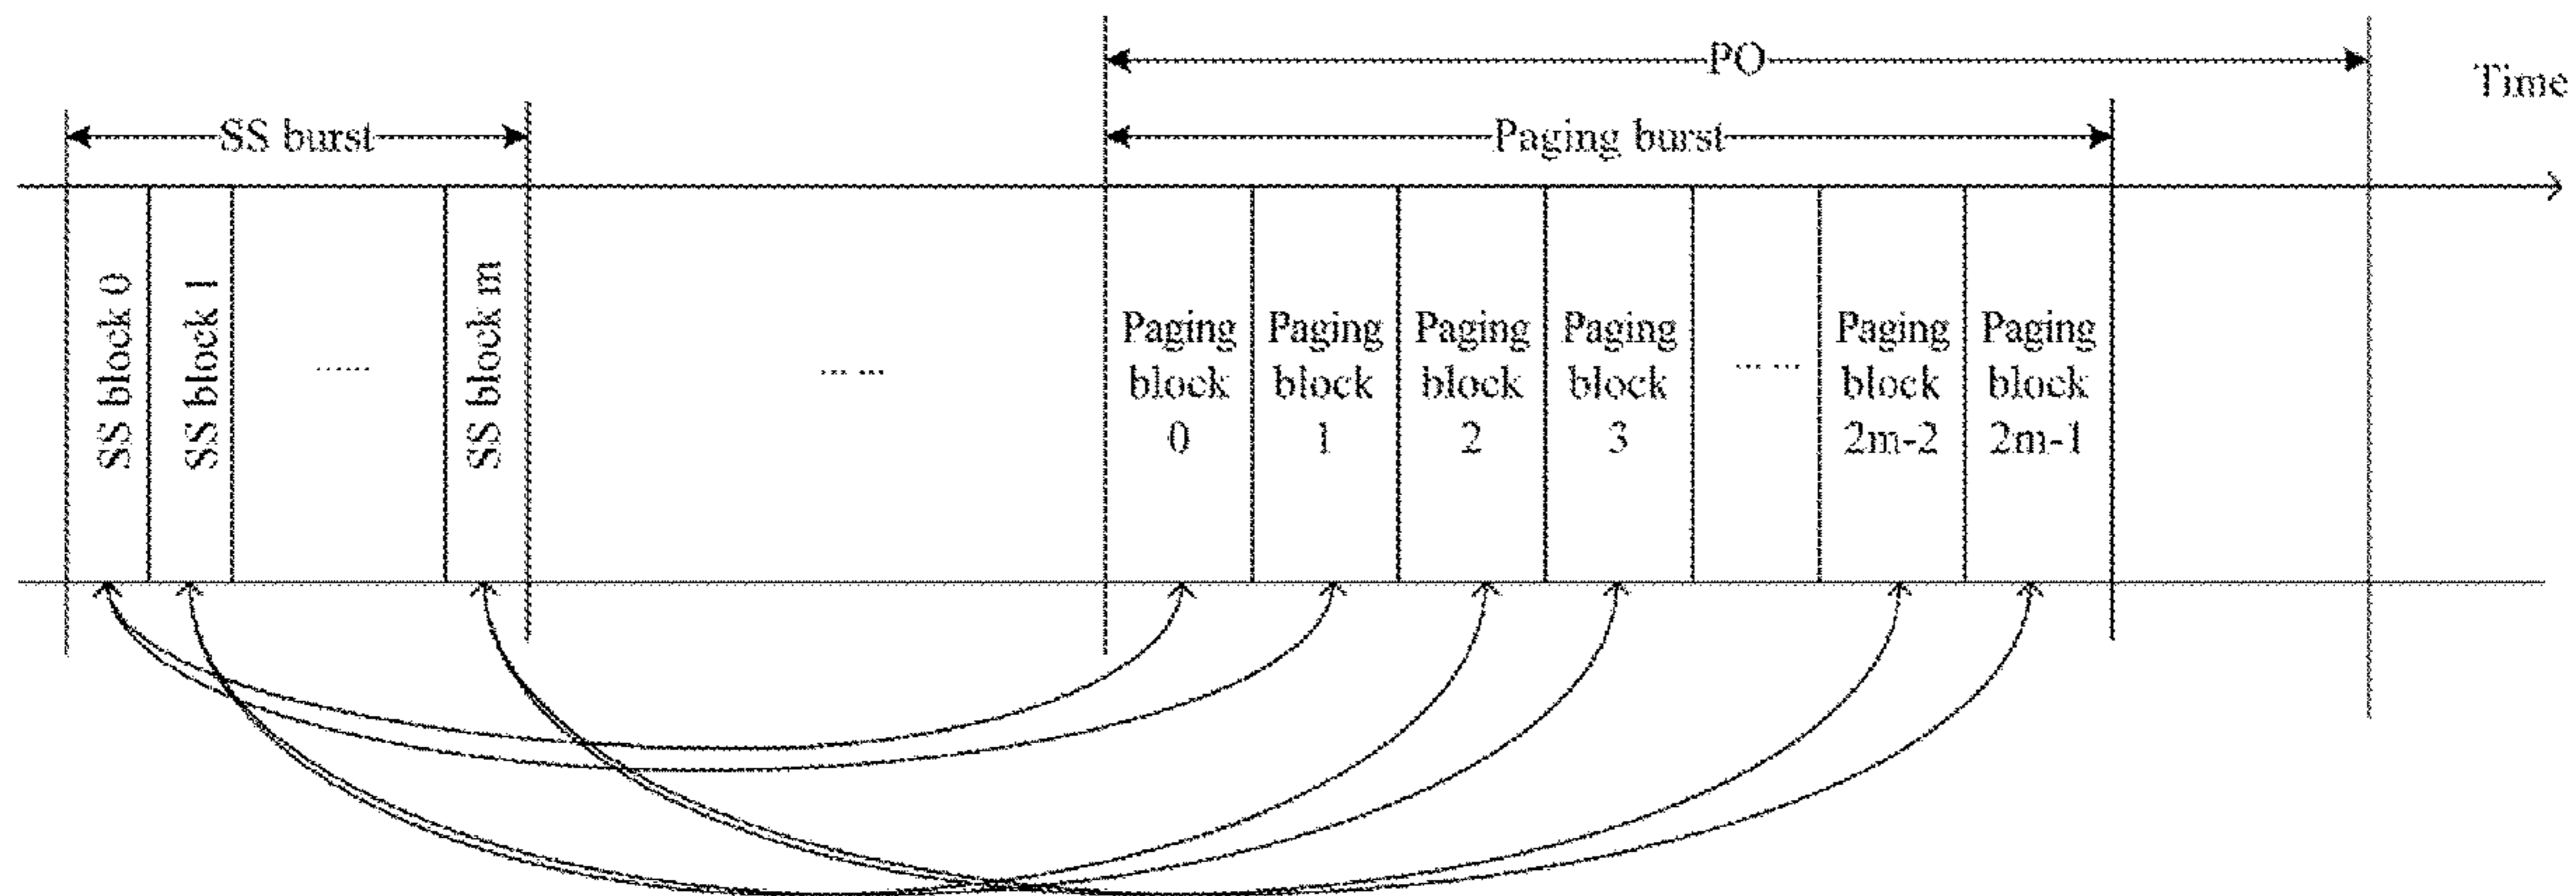 PO
Time
SS burst
Paging burst
SS block 0
SS block 1
......
SS block m
... ...
Paging
block
0
Paging
block
1
Paging
block
2
Paging
block
3
... ...
Paging
block
2m-2
Paging
block
2m-1